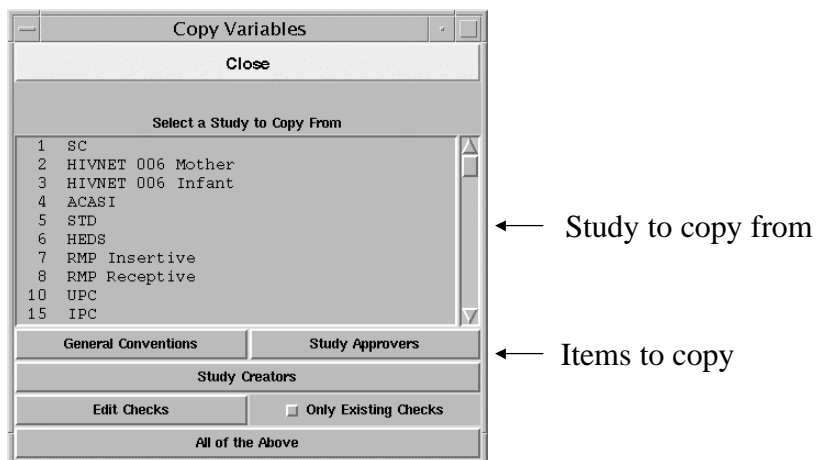 Copy Variables
Close
Select a Study to Copy From
1 SC
2 HIVNET 006 Mother
3 HIVNET 006 Infant
4 ACASI
5 STD
6 HEDS
7 RMP Insertive
8 RMP Receptive
10 UPC
15 IPC
Study to copy from
General Conventions Study Approvers
Items to copy
Study Creators
Edit Checks Only Existing Checks
All of the Above